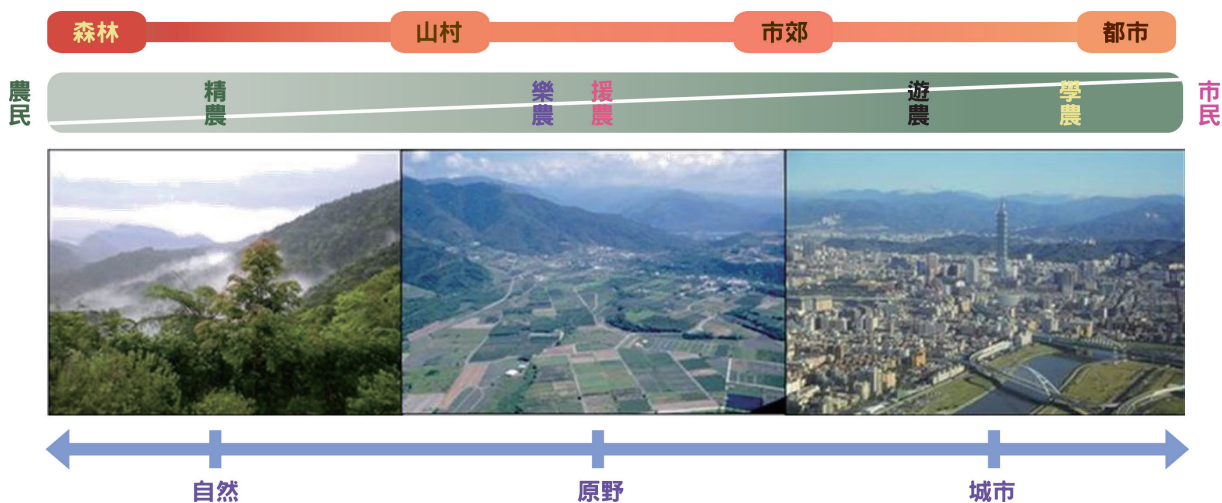 森林 山村 市郊 都市
農民 精農 樂農 援農 遊農 學農 市民
自然 原野 城市